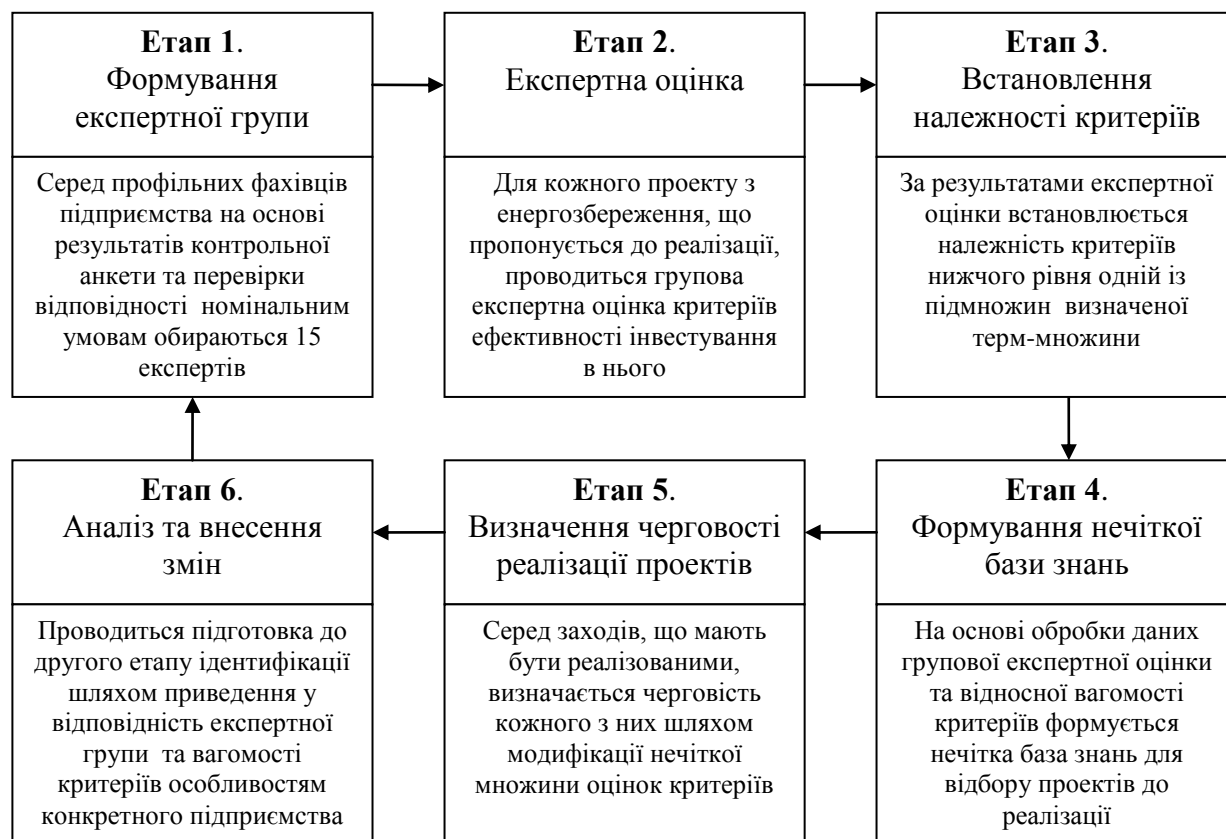 Етап 1.
Формування
експертної групи
Серед профільних фахівців
підприємства на основі
результатів контрольної
анкети та перевірки
відповідності номінальним
умовам обираються 15
експертів
Етап 2.
Експертна оцінка
Для кожного проекту з
енергозбереження, що
пропонується до реалізації,
проводиться групова
експертна оцінка критеріїв
ефективності інвестування
в нього
Етап 3.
Встановлення
належності критеріїв
За результатами експертної
оцінки встановлюється
належність критеріїв
нижчого рівня одній із
підмножин визначеної
терм-множини
Етап 4.
Формування нечіткої
бази знань
На основі обробки даних
групової експертної оцінки
та відносної вагомості
критеріїв формується
нечітка база знань для
відбору проектів до
реалізації
Етап 5.
Визначення черговості
реалізації проектів
Серед заходів, що мають
бути реалізованими,
визначається черговість
кожного з них шляхом
модифікації нечіткої
множини оцінок критеріїв
Етап 6.
Аналіз та внесення
змін
Проводиться підготовка до
другого етапу ідентифікації
шляхом приведення у
відповідність експертної
групи та вагомості
критеріїв особливостям
конкретного підприємства